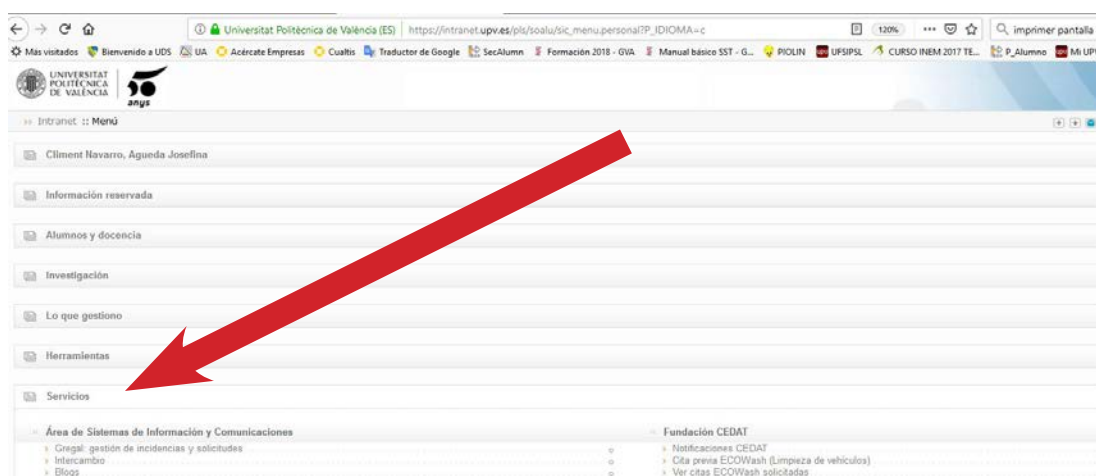 Universitat Politècnica de València (ES) https://intranet.upv.es/pls/soalu/sic_menu.personal?P_IDIOMA=c 120% imprimer pantalla
Más visitados Bienvenido a UDS UA Acércate Empresas Cualtis Traductor de Google SecAlumn Formación 2018 - GVA Manual básico SST - G... PIOLIN UFSIPSL CURSO INEM 2017 TE... P_Alumno Mi UPV
UNIVERSITAT
POLITÈCNICA
DE VALÈNCIA
50
anys
Intranet :: Menú
Climent Navarro, Agueda Josefina
Información reservada
Alumnos y docencia
Investigación
Lo que gestiono
Herramientas
Servicios
Área de Sistemas de Información y Comunicaciones
Gregal: gestión de incidencias y solicitudes
Intercambio
Blogs
Fundación CEDAT
Notificaciones CEDAT
Cita previa ECOWash (Limpieza de vehículos)
Ver citas ECOWash solicitadas